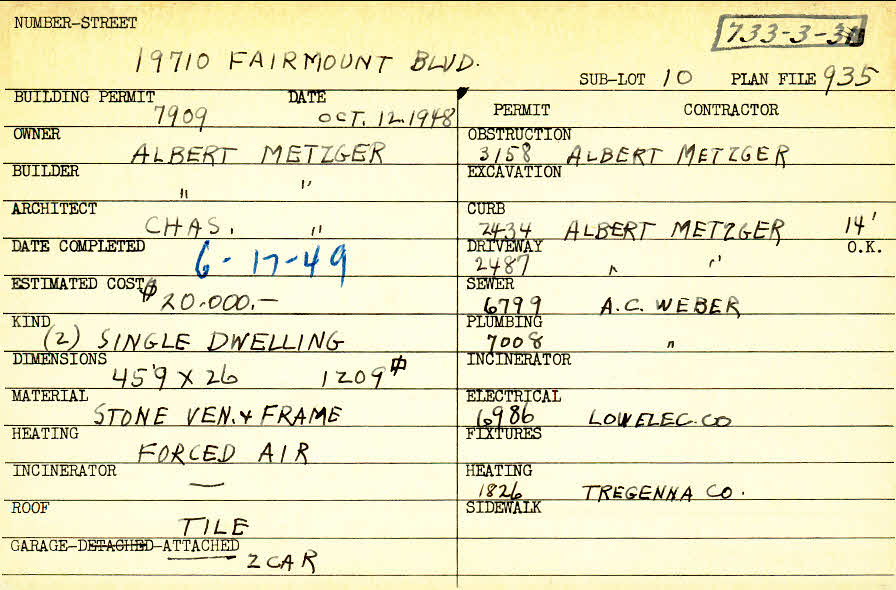 NUMBER-STREET
733-3-3
19710 FAIRMOUNT BLVD.
SUB-LOT 10 PLAN FILE 935
BUILDING PERMIT DATE
7909 OCT. 12. 1948
OWNER
ALBERT METZGER
BUILDER
" "
ARCHITECT
CHAS. "
DATE COMPLETED
6-17-49
ESTIMATED COST
$20,000.—
KIND
(2) SINGLE DWELLING
DIMENSIONS
45'9 X 26 1209
MATERIAL
STONE VEN. & FRAME
HEATING
FORCED AIR
INCINERATOR
—
ROOF
TILE
GARAGE-DETACHED-ATTACHED
2 CAR
PERMIT CONTRACTOR
OBSTRUCTION
3158 ALBERT METZGER
EXCAVATION
CURB
2434 ALBERT METZGER 14'
DRIVEWAY O.K.
2487 " "
SEWER
6799 A.C. WEBER
PLUMBING
7008 "
INCINERATOR
ELECTRICAL
6986 LOW ELEC. CO
FIXTURES
HEATING
1826 TREGENNA CO.
SIDEWALK